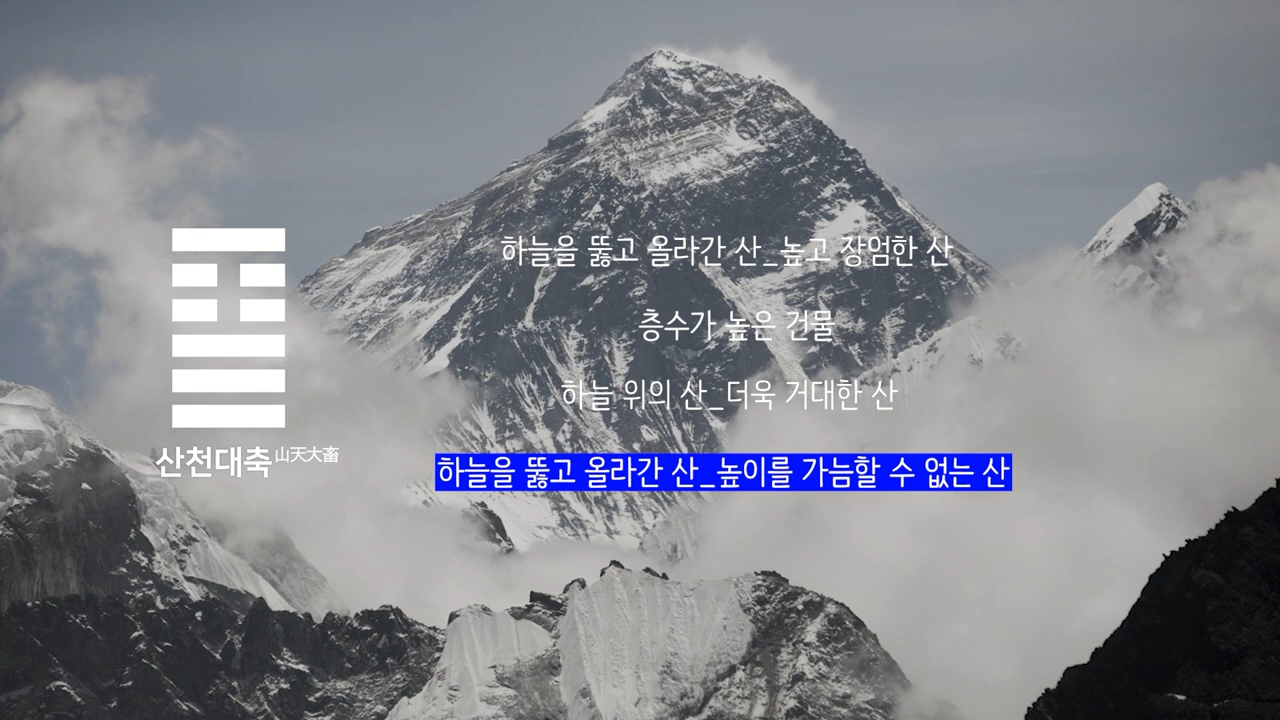 하늘을 뚫고 올라간 산_높고 장엄한 산
층수가 높은 건물
하늘 위의 산_더욱 거대한 산
산천대축山天大畜
하늘을 뚫고 올라간 산_높이를 가늠할 수 없는 산